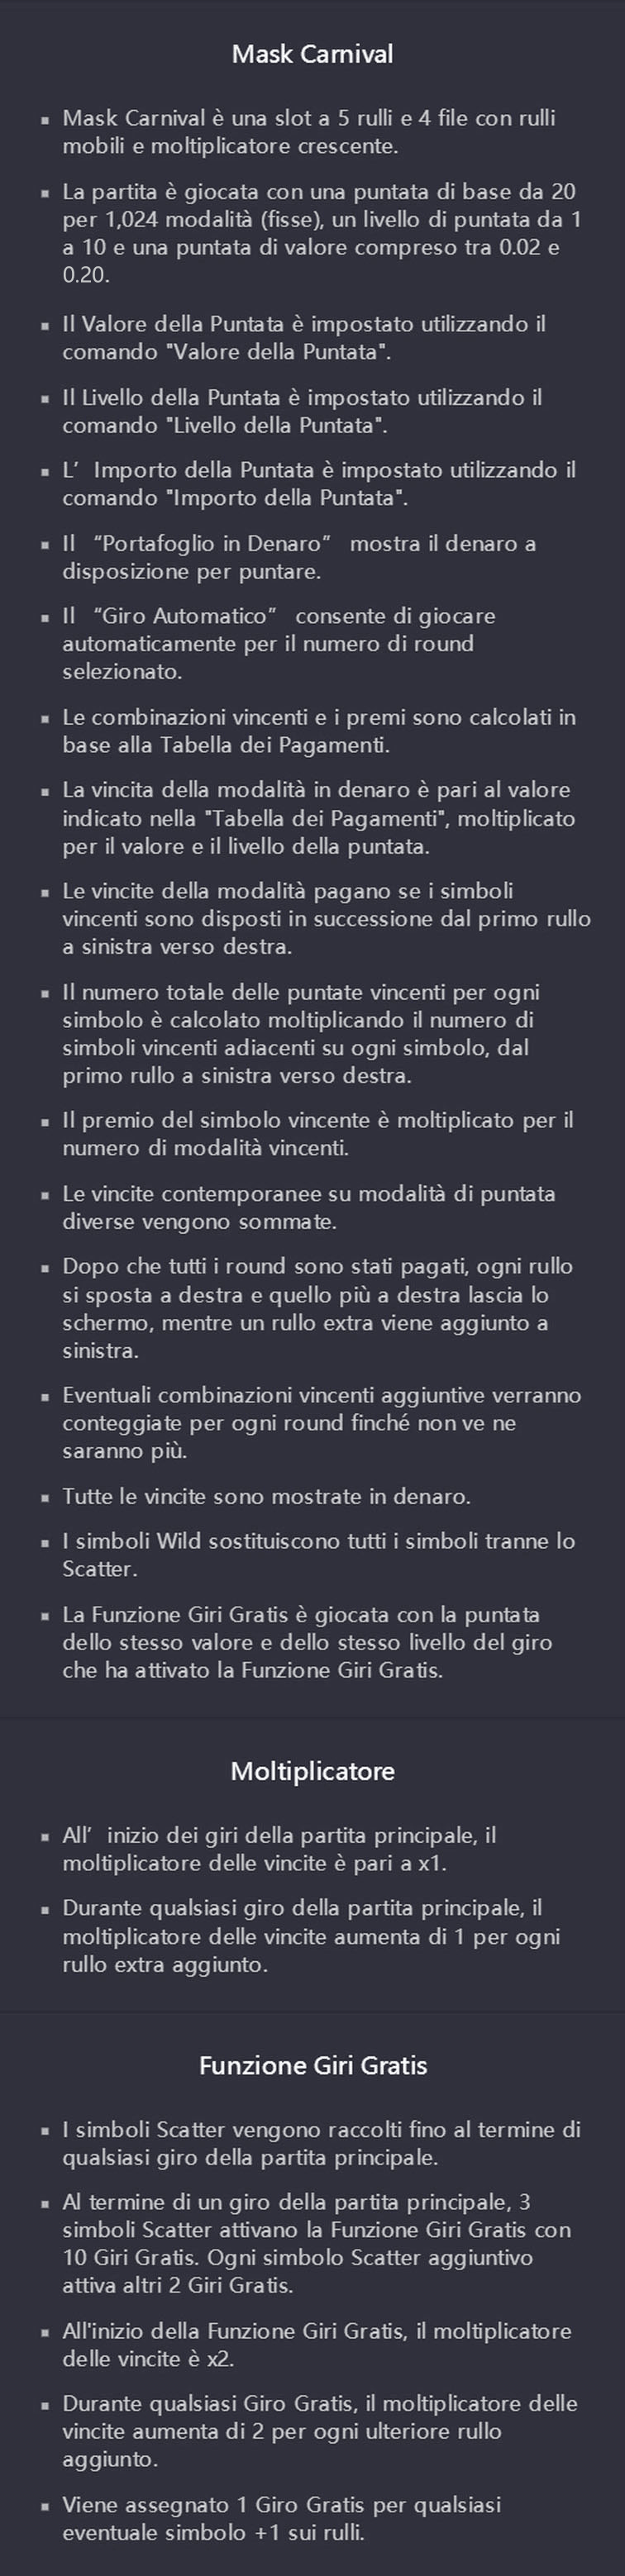 Mask Carnival
▪ Mask Carnival è una slot a 5 rulli e 4 file con rulli
mobili e moltiplicatore crescente.
▪ La partita è giocata con una puntata di base da 20
per 1,024 modalità (fisse), un livello di puntata da 1
a 10 e una puntata di valore compreso tra 0.02 e
0.20.
▪ Il Valore della Puntata è impostato utilizzando il
comando "Valore della Puntata".
▪ Il Livello della Puntata è impostato utilizzando il
comando "Livello della Puntata".
▪ L’ Importo della Puntata è impostato utilizzando il
comando "Importo della Puntata".
▪ Il “Portafoglio in Denaro” mostra il denaro a
disposizione per puntare.
▪ Il “Giro Automatico” consente di giocare
automaticamente per il numero di round
selezionato.
▪ Le combinazioni vincenti e i premi sono calcolati in
base alla Tabella dei Pagamenti.
▪ La vincita della modalità in denaro è pari al valore
indicato nella "Tabella dei Pagamenti", moltiplicato
per il valore e il livello della puntata.
▪ Le vincite della modalità pagano se i simboli
vincenti sono disposti in successione dal primo rullo
a sinistra verso destra.
▪ Il numero totale delle puntate vincenti per ogni
simbolo è calcolato moltiplicando il numero di
simboli vincenti adiacenti su ogni simbolo, dal
primo rullo a sinistra verso destra.
▪ Il premio del simbolo vincente è moltiplicato per il
numero di modalità vincenti.
▪ Le vincite contemporanee su modalità di puntata
diverse vengono sommate.
▪ Dopo che tutti i round sono stati pagati, ogni rullo
si sposta a destra e quello più a destra lascia lo
schermo, mentre un rullo extra viene aggiunto a
sinistra.
▪ Eventuali combinazioni vincenti aggiuntive verranno
conteggiate per ogni round finché non ve ne
saranno più.
▪ Tutte le vincite sono mostrate in denaro.
▪ I simboli Wild sostituiscono tutti i simboli tranne lo
Scatter.
▪ La Funzione Giri Gratis è giocata con la puntata
dello stesso valore e dello stesso livello del giro
che ha attivato la Funzione Giri Gratis.
Moltiplicatore
▪ All’ inizio dei giri della partita principale, il
moltiplicatore delle vincite è pari a x1.
▪ Durante qualsiasi giro della partita principale, il
moltiplicatore delle vincite aumenta di 1 per ogni
rullo extra aggiunto.
Funzione Giri Gratis
▪ I simboli Scatter vengono raccolti fino al termine di
qualsiasi giro della partita principale.
▪ Al termine di un giro della partita principale, 3
simboli Scatter attivano la Funzione Giri Gratis con
10 Giri Gratis. Ogni simbolo Scatter aggiuntivo
attiva altri 2 Giri Gratis.
▪ All'inizio della Funzione Giri Gratis, il moltiplicatore
delle vincite è x2.
▪ Durante qualsiasi Giro Gratis, il moltiplicatore delle
vincite aumenta di 2 per ogni ulteriore rullo
aggiunto.
▪ Viene assegnato 1 Giro Gratis per qualsiasi
eventuale simbolo +1 sui rulli.